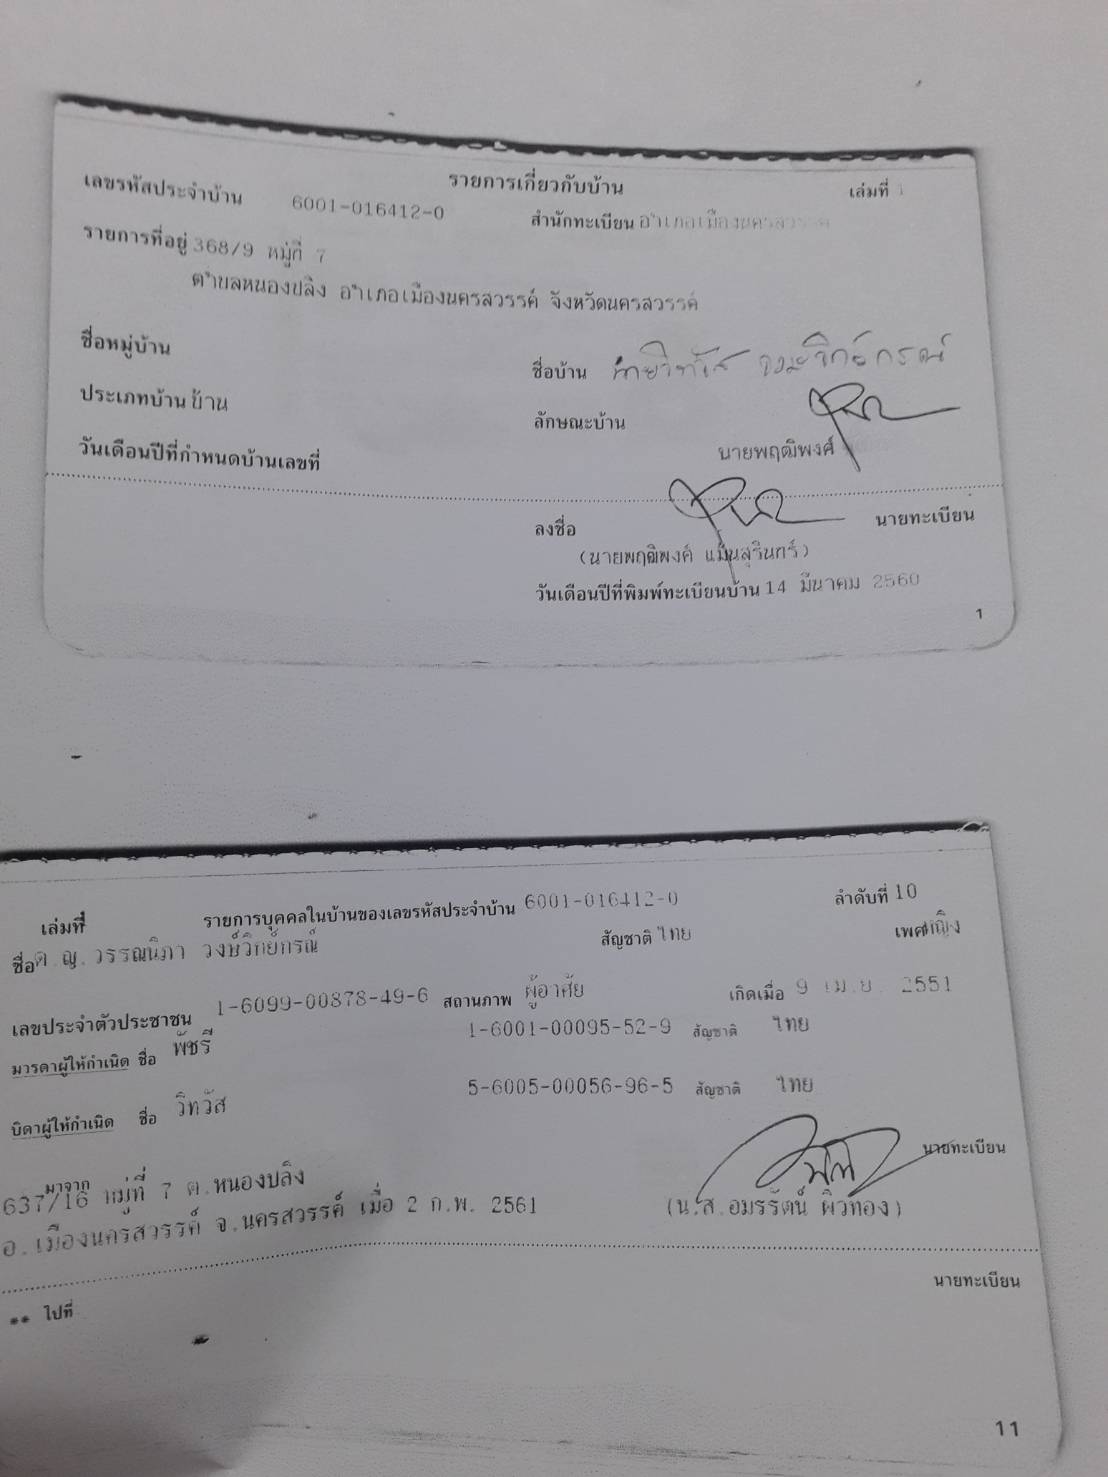 รายการเกี่ยวกับบ้าน
เล่มที่ 1
เลขรหัสประจำบ้าน 6001-016412-0
สำนักทะเบียน อำเภอเมืองนครสวรรค์
รายการที่อยู่ 368/9 หมู่ที่ 7
ตำบลหนองปลิง อำเภอเมืองนครสวรรค์ จังหวัดนครสวรรค์
ชื่อหมู่บ้าน
ชื่อบ้าน
ประเภทบ้าน บ้าน
ลักษณะบ้าน
วันเดือนปีที่กำหนดบ้านเลขที่
นายพฤฒิพงศ์
ลงชื่อ นายทะเบียน
(นายพฤฒิพงศ์ แม้นสุรินทร์)
วันเดือนปีที่พิมพ์ทะเบียนบ้าน 14 มีนาคม 2560
1
เล่มที่ รายการบุคคลในบ้านของเลขรหัสประจำบ้าน 6001-016412-0 ลำดับที่ 10
ชื่อ ด.ญ.วรรณนิภา วงษ์วิทย์กรณ์ สัญชาติ ไทย เพศ หญิง
เลขประจำตัวประชาชน 1-6099-00878-49-6 สถานภาพ ผู้อาศัย เกิดเมื่อ 9 เม.ย. 2551
มารดาผู้ให้กำเนิด ชื่อ พัชรี 1-6001-00095-52-9 สัญชาติ ไทย
บิดาผู้ให้กำเนิด ชื่อ วิทวัส 5-6005-00056-96-5 สัญชาติ ไทย
มาจาก
นายทะเบียน
637/16 หมู่ที่ 7 ต.หนองปลิง
(น.ส.อมรรัตน์ ผิวทอง)
อ.เมืองนครสวรรค์ จ.นครสวรรค์ เมื่อ 2 ก.พ. 2561
นายทะเบียน
** ไปที่
11